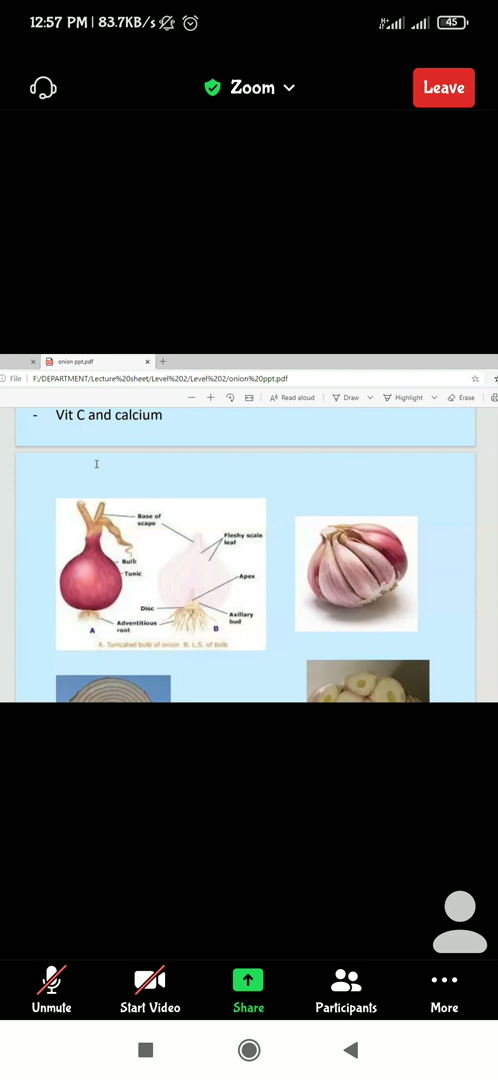 12:57 PM | 83.7KB/s
45
Zoom
Leave
onion ppt.pdf
File | F:/DEPARTMENT/Lecture%20sheet/Level%202/Level%202/onion%20ppt.pdf
Read aloud
Draw
Highlight
Erase
- Vit C and calcium
Base of
scape
Fleshy scale
leaf
Bulb
Tunic
Apex
Disc
Axillary
bud
Adventitious
root
A
B
A. Tunicated bulb of onion B. L.S. of bulb
Unmute
Start Video
Share
Participants
More